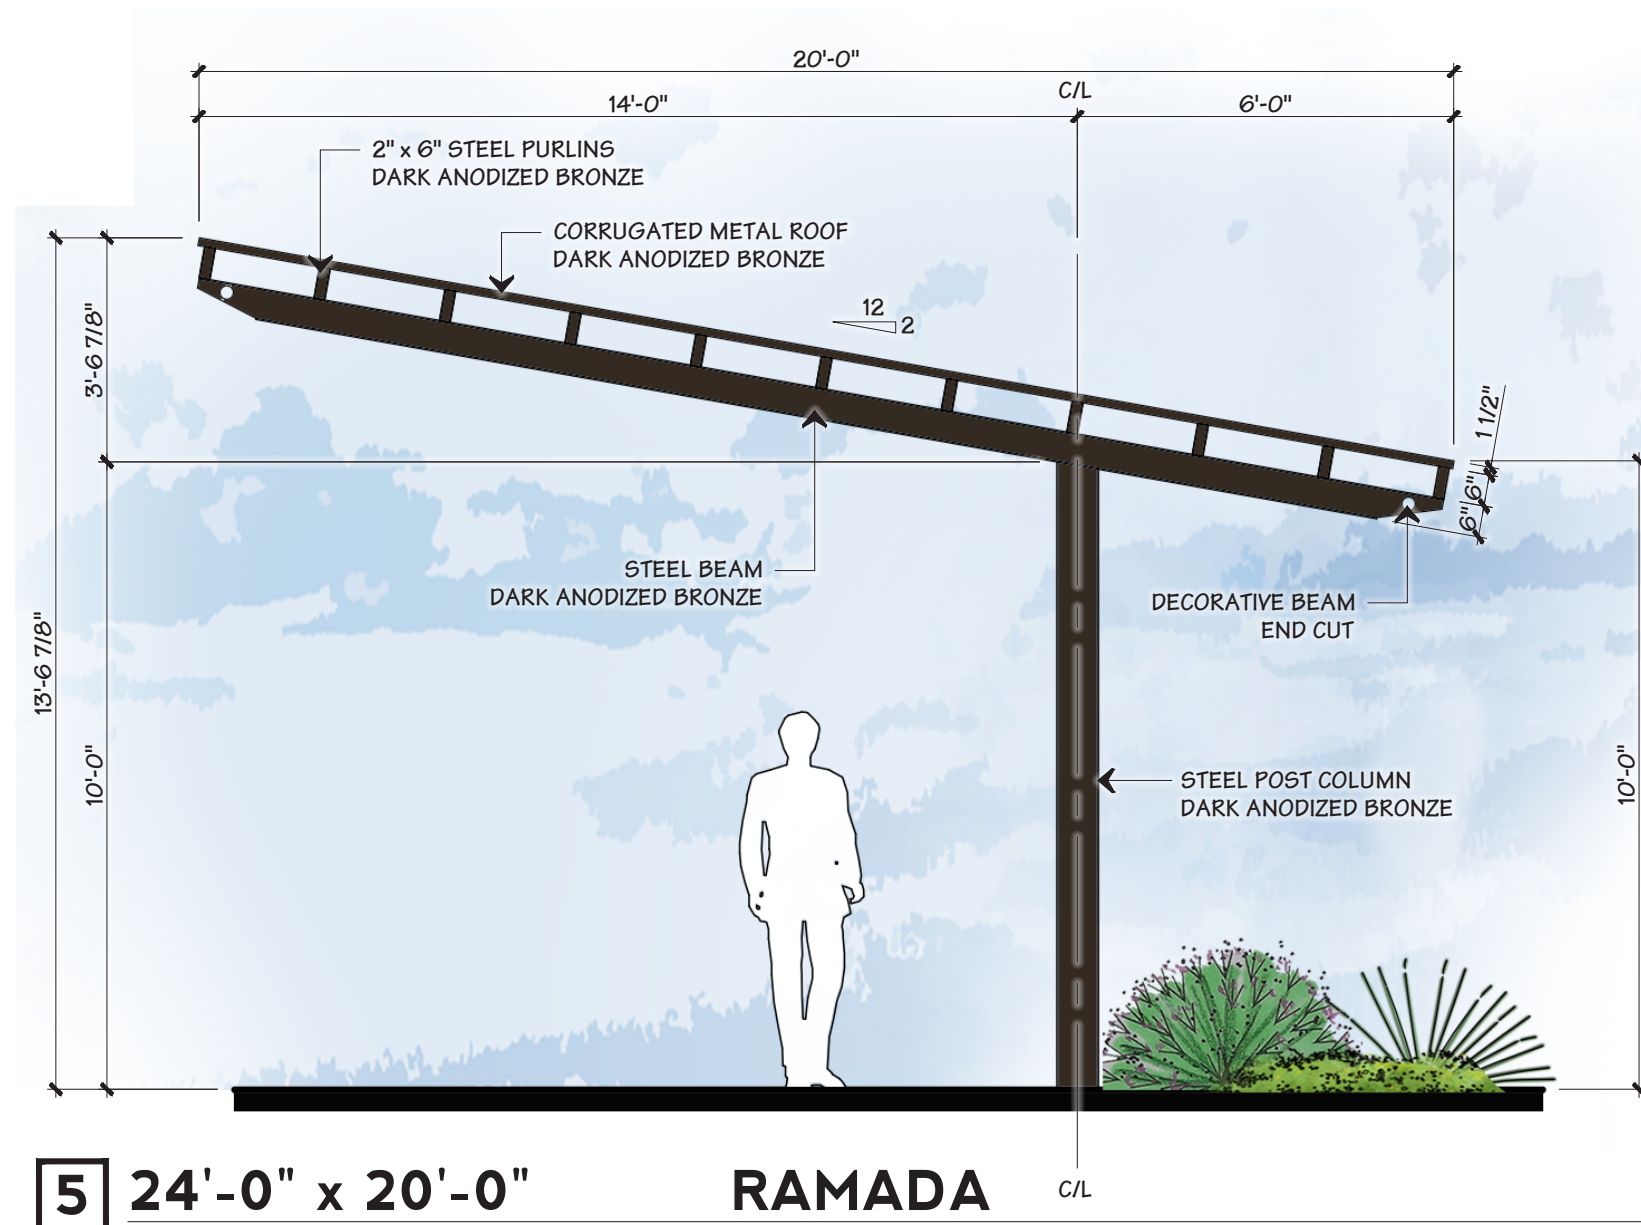 20'-0"
C/L
14'-0"
6'-0"
2" x 6" STEEL PURLINS
DARK ANODIZED BRONZE
CORRUGATED METAL ROOF
DARK ANODIZED BRONZE
12
2
3'-6 7/8"
1 1/2"
6"
6"
STEEL BEAM
DARK ANODIZED BRONZE
DECORATIVE BEAM
END CUT
13'-6 7/8"
10'-0"
STEEL POST COLUMN
DARK ANODIZED BRONZE
10'-0"
5 24'-0" x 20'-0" RAMADA
C/L